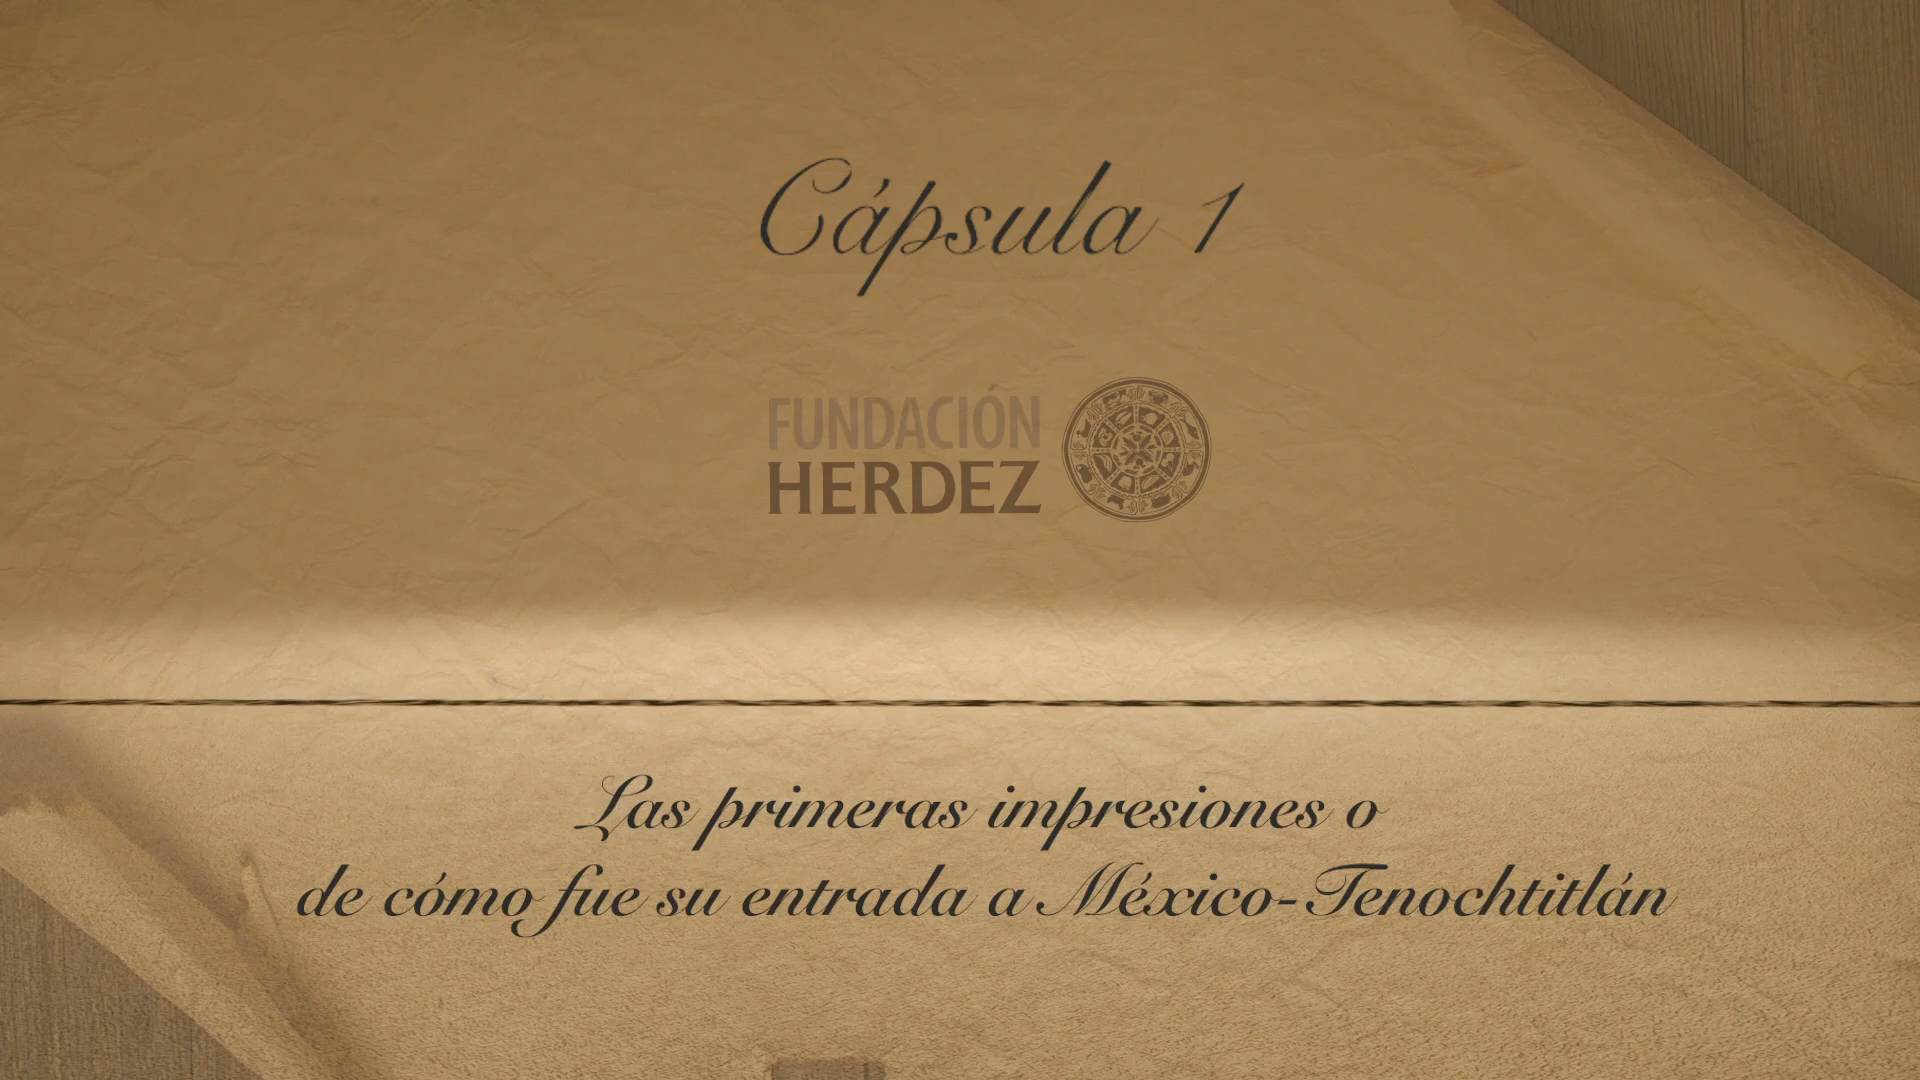 Cápsula 1
FUNDACIÓN
HERDEZ
Las primeras impresiones o
de cómo fue su entrada a México-Tenochtitlán